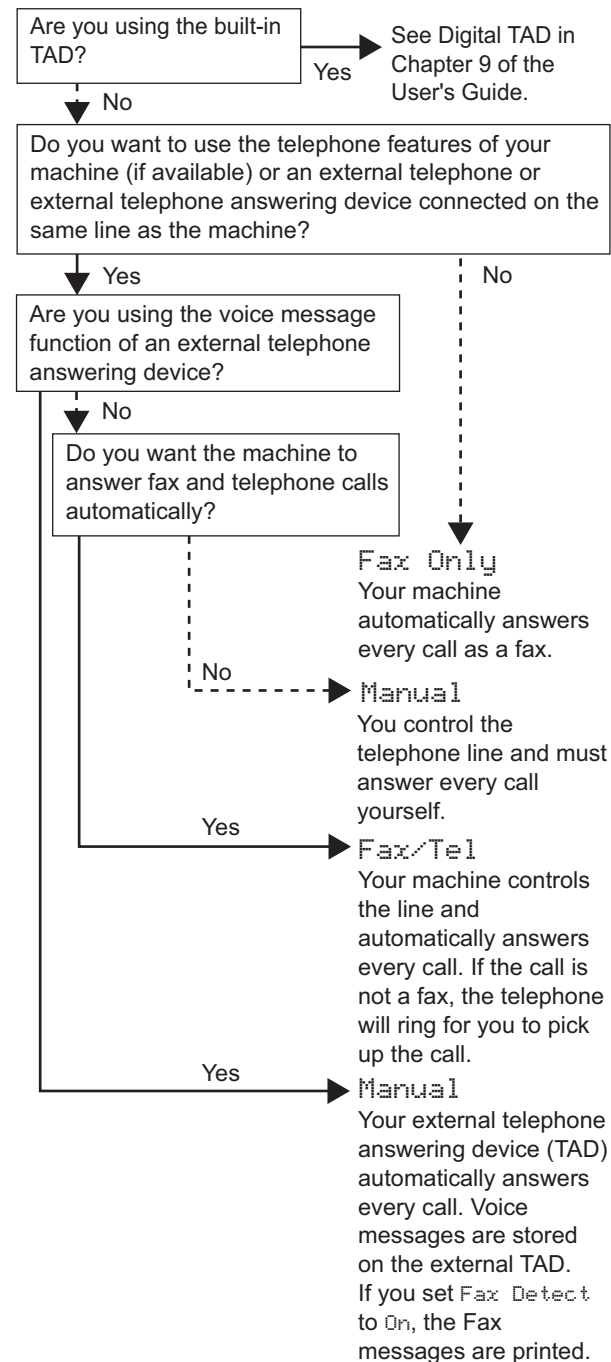 Are you using the built-in
TAD?
Yes
See Digital TAD in
Chapter 9 of the
User's Guide.
No
Do you want to use the telephone features of your
machine (if available) or an external telephone or
external telephone answering device connected on the
same line as the machine?
Yes
No
Are you using the voice message
function of an external telephone
answering device?
No
Do you want the machine to
answer fax and telephone calls
automatically?
Fax Only
Your machine
automatically answers
every call as a fax.
No
Manual
You control the
telephone line and must
answer every call
yourself.
Yes
Fax/Tel
Your machine controls
the line and
automatically answers
every call. If the call is
not a fax, the telephone
will ring for you to pick
up the call.
Yes
Manual
Your external telephone
answering device (TAD)
automatically answers
every call. Voice
messages are stored
on the external TAD.
If you set Fax Detect
to On, the Fax
messages are printed.